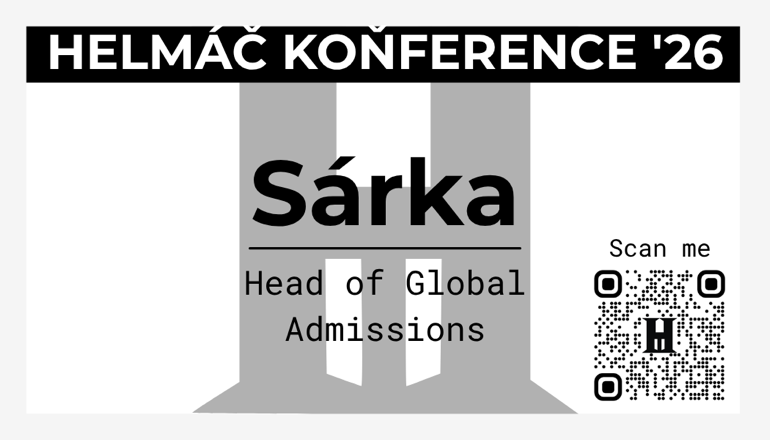 HELMÁČ KOŇFERENCE '26
Sárka
Head of Global
Admissions
Scan me
H